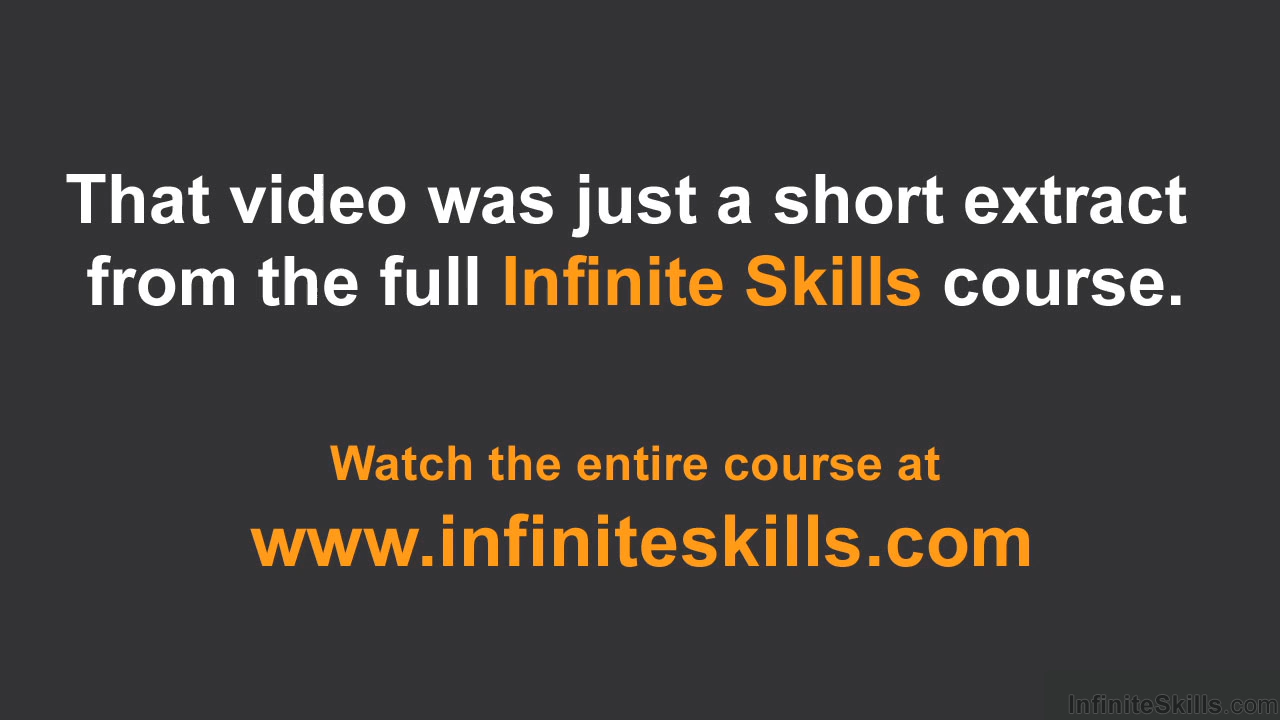 That video was just a short extract
from the full Infinite Skills course.
Watch the entire course at
www.infiniteskills.com
InfiniteSkills.com